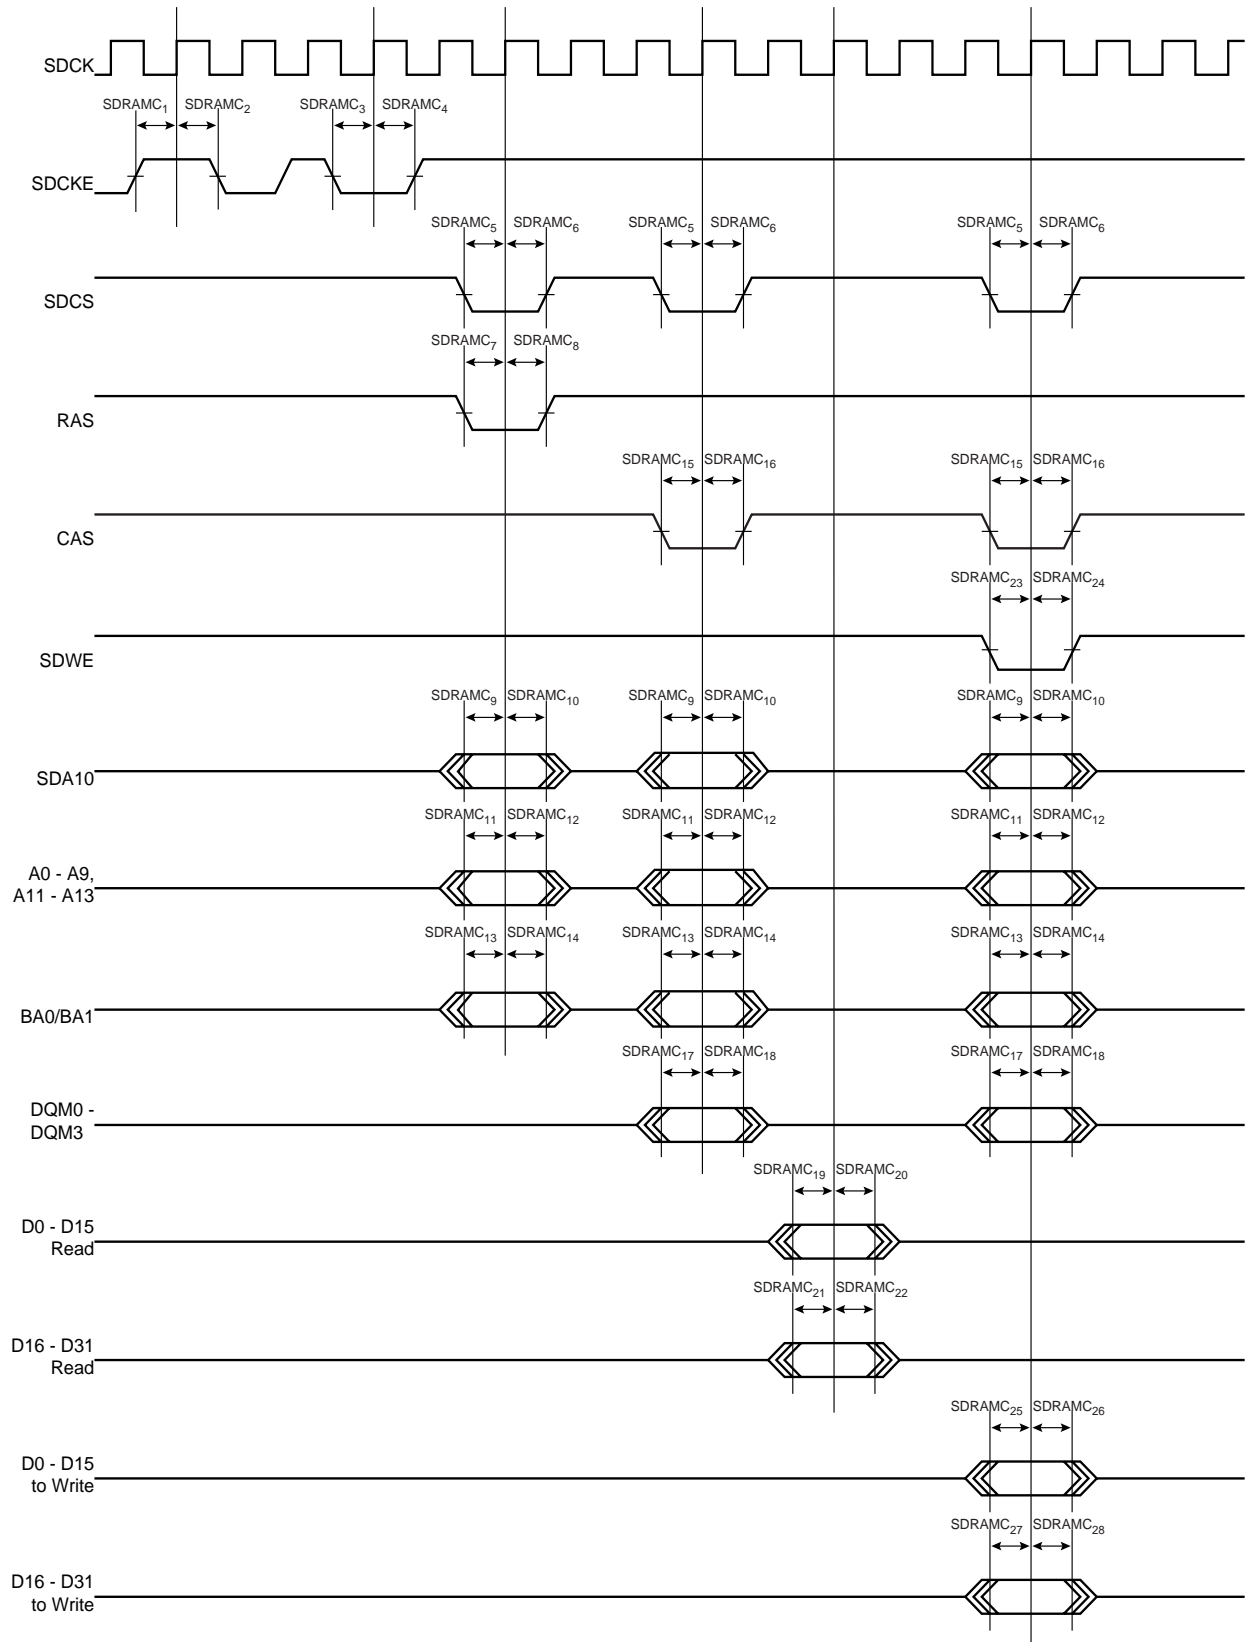 SDCK
SDRAMC1 SDRAMC2 SDRAMC3 SDRAMC4
SDCKE
SDRAMC5 SDRAMC6 SDRAMC5 SDRAMC6 SDRAMC5 SDRAMC6
SDCS
SDRAMC7 SDRAMC8
RAS
SDRAMC15 SDRAMC16 SDRAMC15 SDRAMC16
CAS
SDRAMC23 SDRAMC24
SDWE
SDRAMC9 SDRAMC10 SDRAMC9 SDRAMC10 SDRAMC9 SDRAMC10
SDA10
SDRAMC11 SDRAMC12 SDRAMC11 SDRAMC12 SDRAMC11 SDRAMC12
A0 - A9,
A11 - A13
SDRAMC13 SDRAMC14 SDRAMC13 SDRAMC14 SDRAMC13 SDRAMC14
BA0/BA1
SDRAMC17 SDRAMC18 SDRAMC17 SDRAMC18
DQM0 -
DQM3
SDRAMC19 SDRAMC20
D0 - D15
Read
SDRAMC21 SDRAMC22
D16 - D31
Read
SDRAMC25 SDRAMC26
D0 - D15
to Write
SDRAMC27 SDRAMC28
D16 - D31
to Write